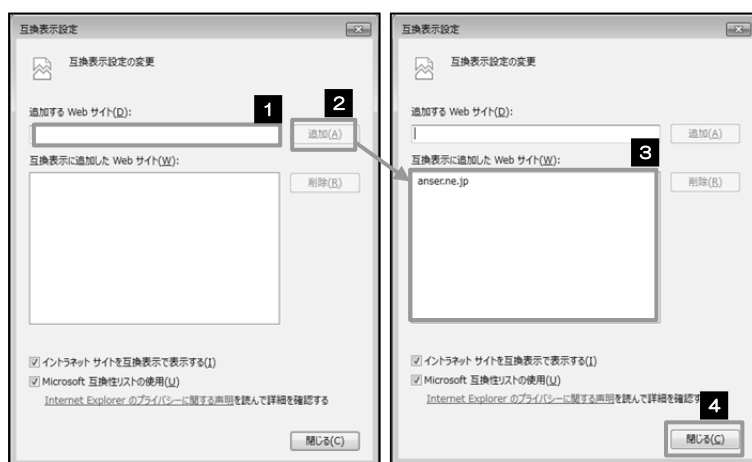 互換表示設定
互換表示設定の変更
追加する Web サイト(D):
1
2
追加(A)
互換表示に追加した Web サイト(W):
削除(R)
イントラネット サイトを互換表示で表示する(I)
Microsoft 互換性リストの使用(U)
Internet Explorer のプライバシーに関する声明を読んで詳細を確認する
閉じる(C)
互換表示設定
互換表示設定の変更
追加する Web サイト(D):
追加(A)
互換表示に追加した Web サイト(W):
3
anser.ne.jp
削除(R)
イントラネット サイトを互換表示で表示する(I)
Microsoft 互換性リストの使用(U)
Internet Explorer のプライバシーに関する声明を読んで詳細を確認す
4
閉じる(C)